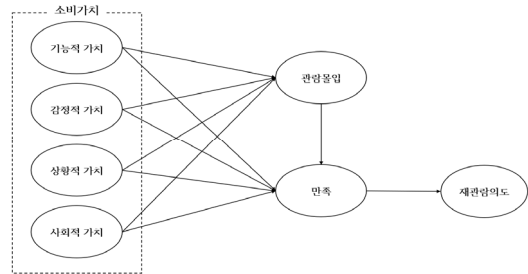 소비가치
기능적 가치
감정적 가치
상황적 가치
사회적 가치
관람몰입
만족
재관람의도